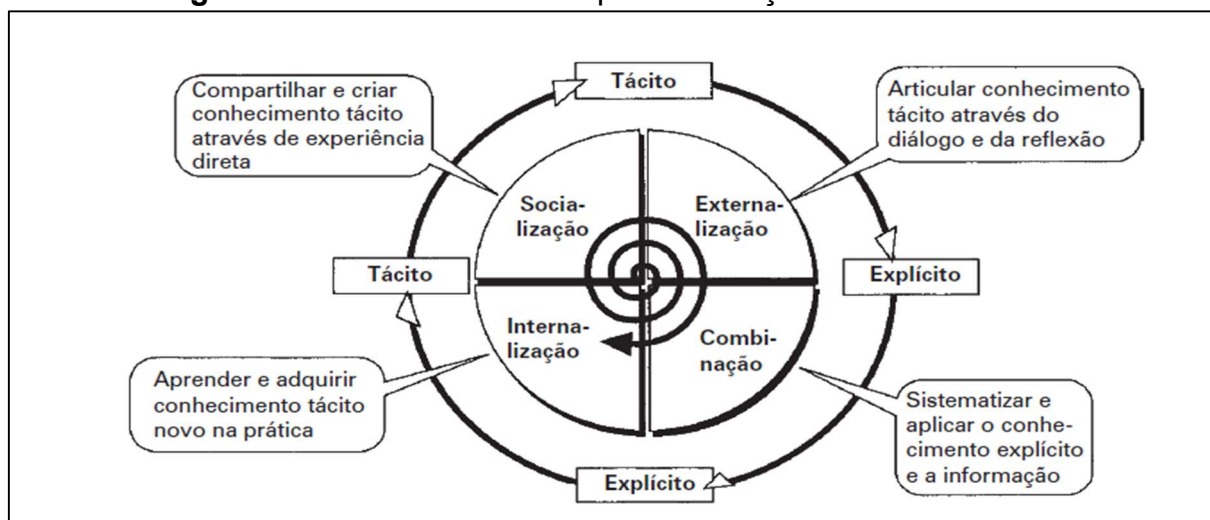 Tácito
Compartilhar e criar
conhecimento tácito
através de experiência
direta
Articular conhecimento
tácito através do
diálogo e da reflexão
Socia-
lização
Externa-
lização
Tácito
Explícito
Interna-
lização
Combi-
nação
Aprender e adquirir
conhecimento tácito
novo na prática
Sistematizar e
aplicar o conhe-
cimento explícito
e a informação
Explícito